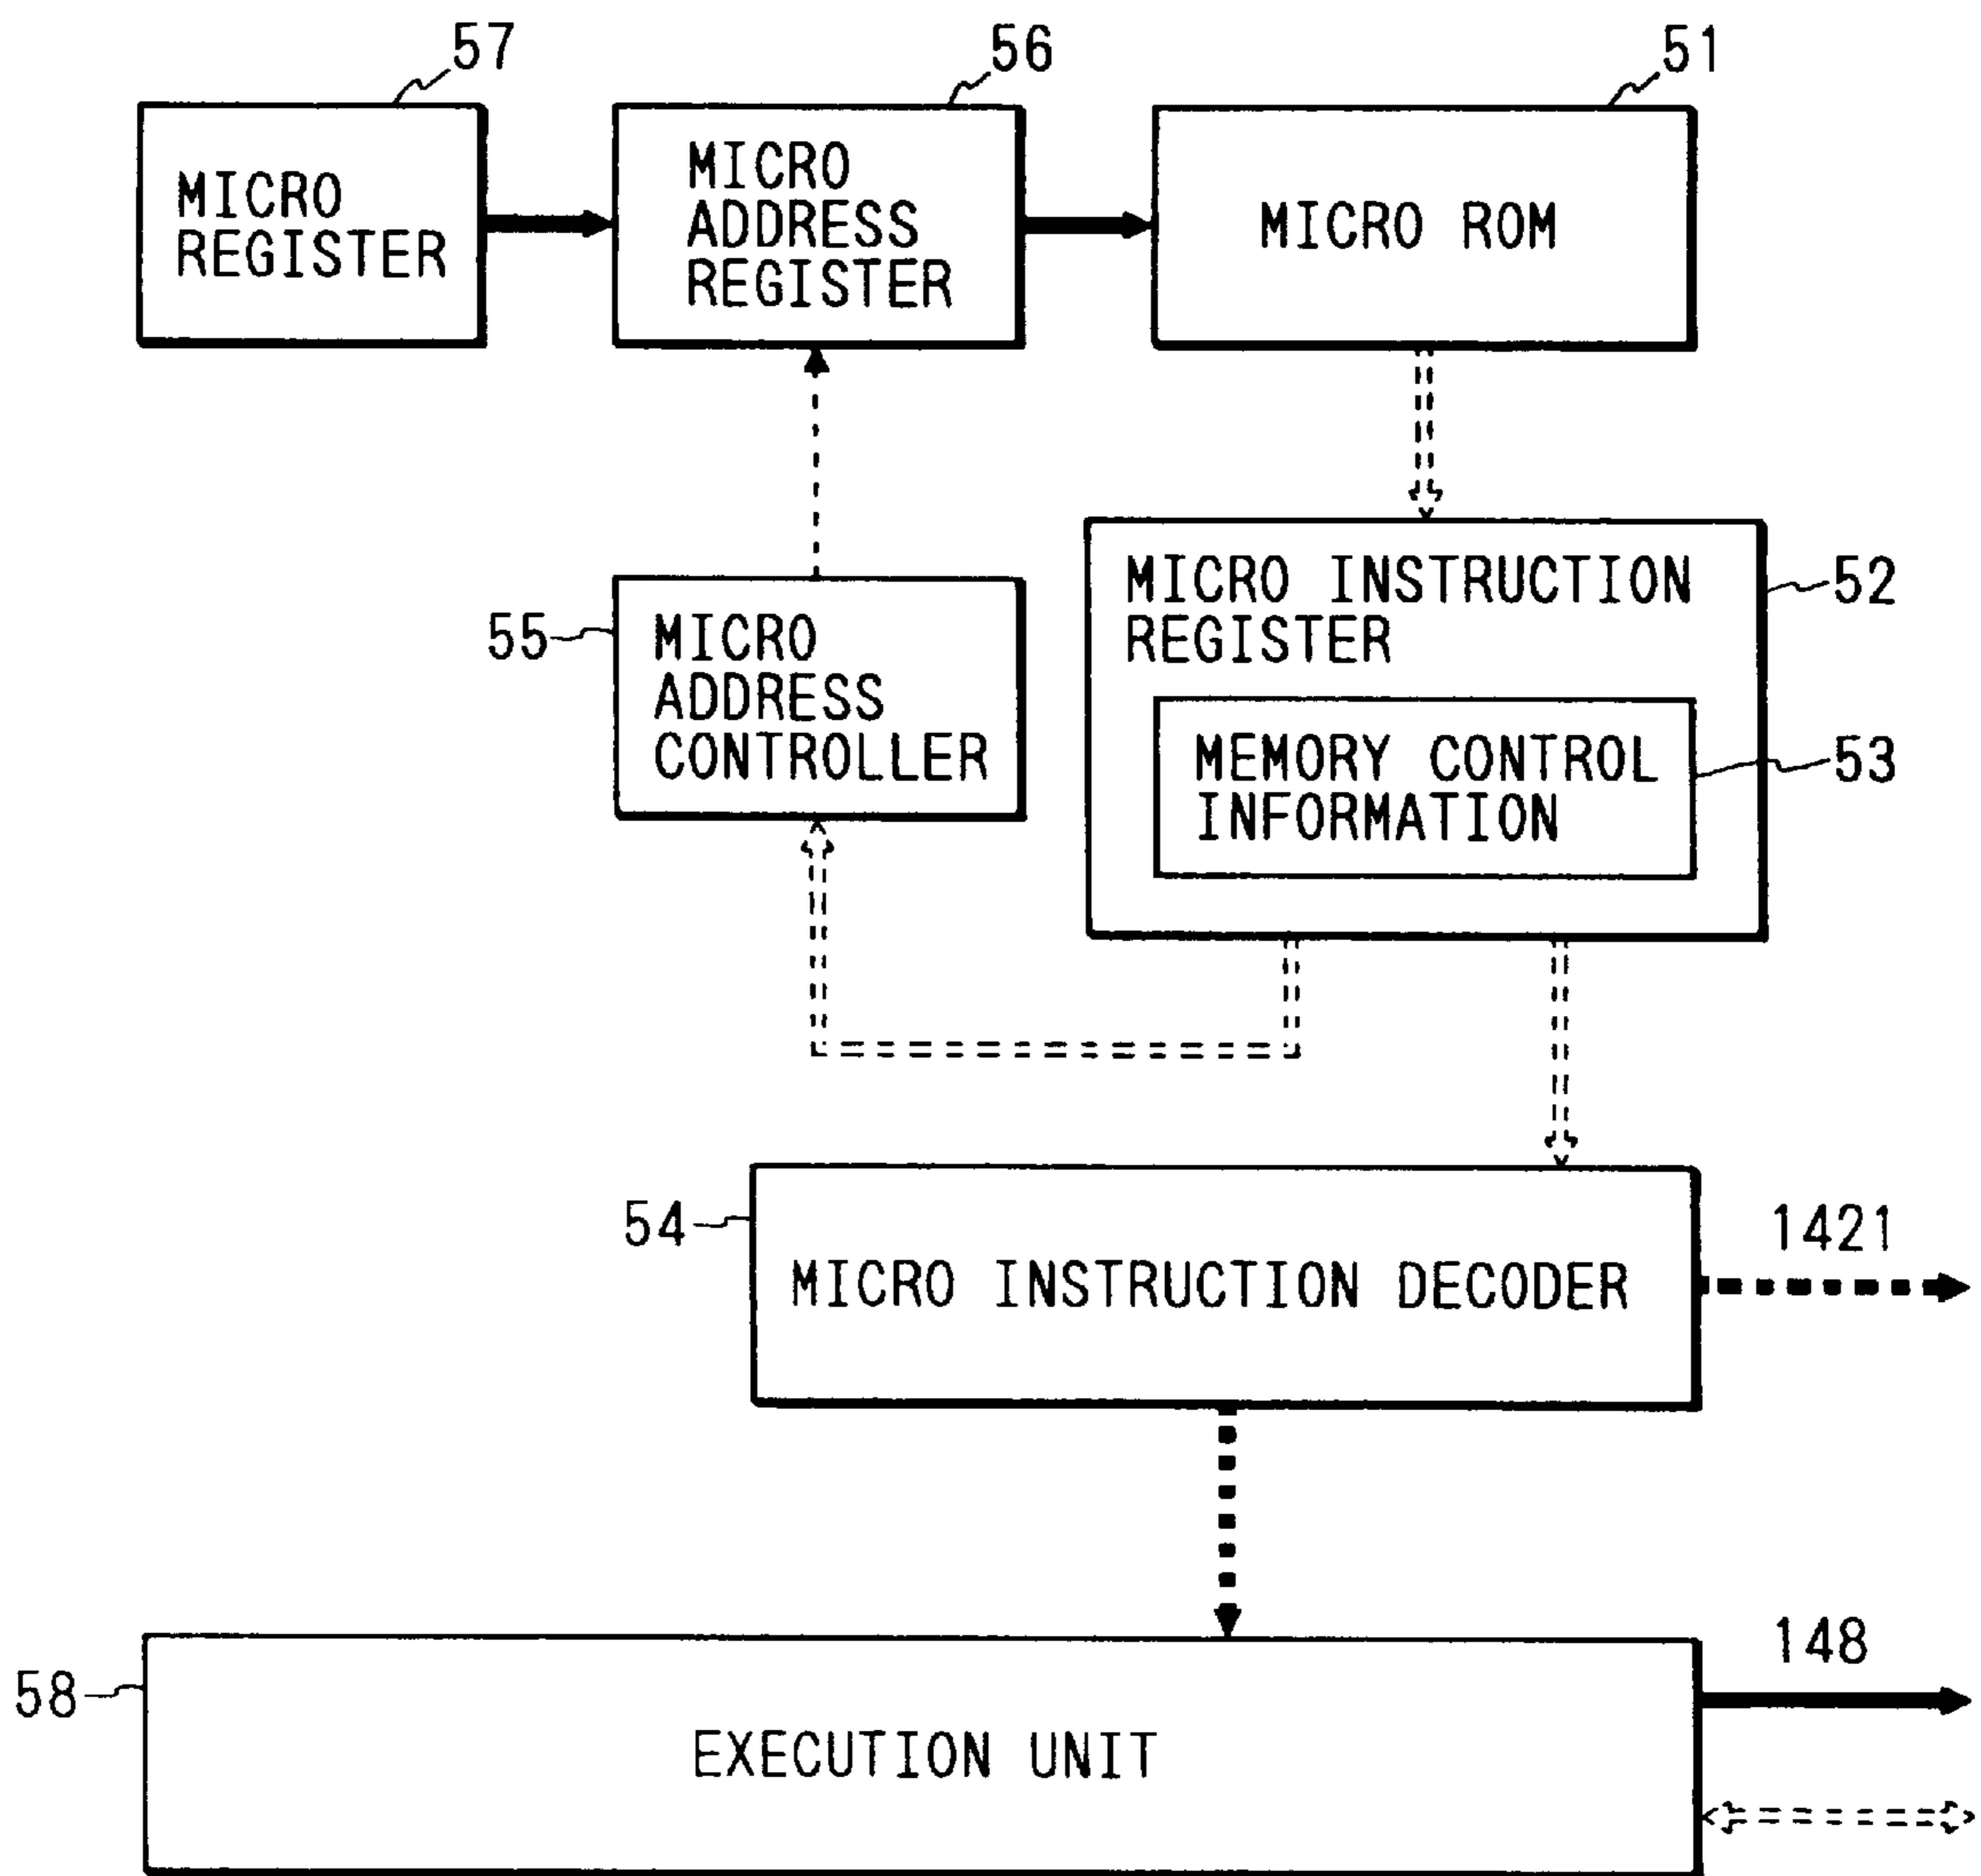 57
56
51
MICRO
REGISTER
MICRO
ADDRESS
REGISTER
MICRO ROM
55
MICRO
ADDRESS
CONTROLLER
MICRO INSTRUCTION
REGISTER
52
MEMORY CONTROL
INFORMATION
53
54
MICRO INSTRUCTION DECODER
1421
58
EXECUTION UNIT
148